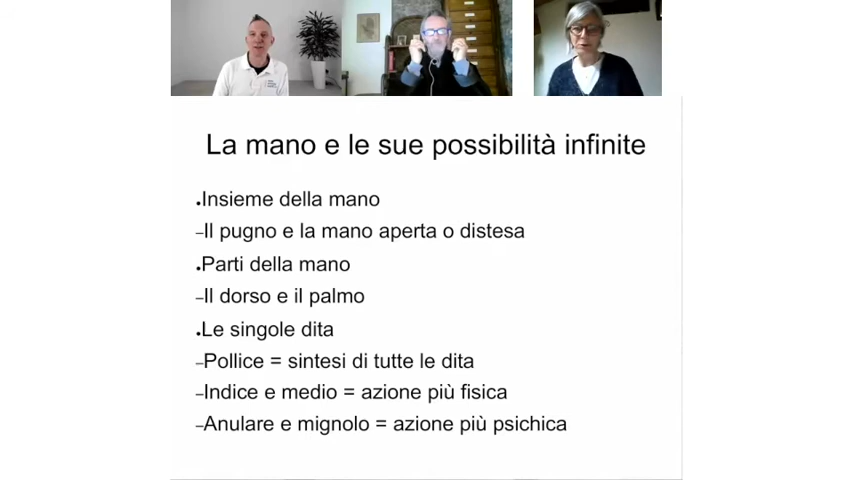 La mano e le sue possibilità infinite
•Insieme della mano
–Il pugno e la mano aperta o distesa
•Parti della mano
–Il dorso e il palmo
•Le singole dita
–Pollice = sintesi di tutte le dita
–Indice e medio = azione più fisica
–Anulare e mignolo = azione più psichica